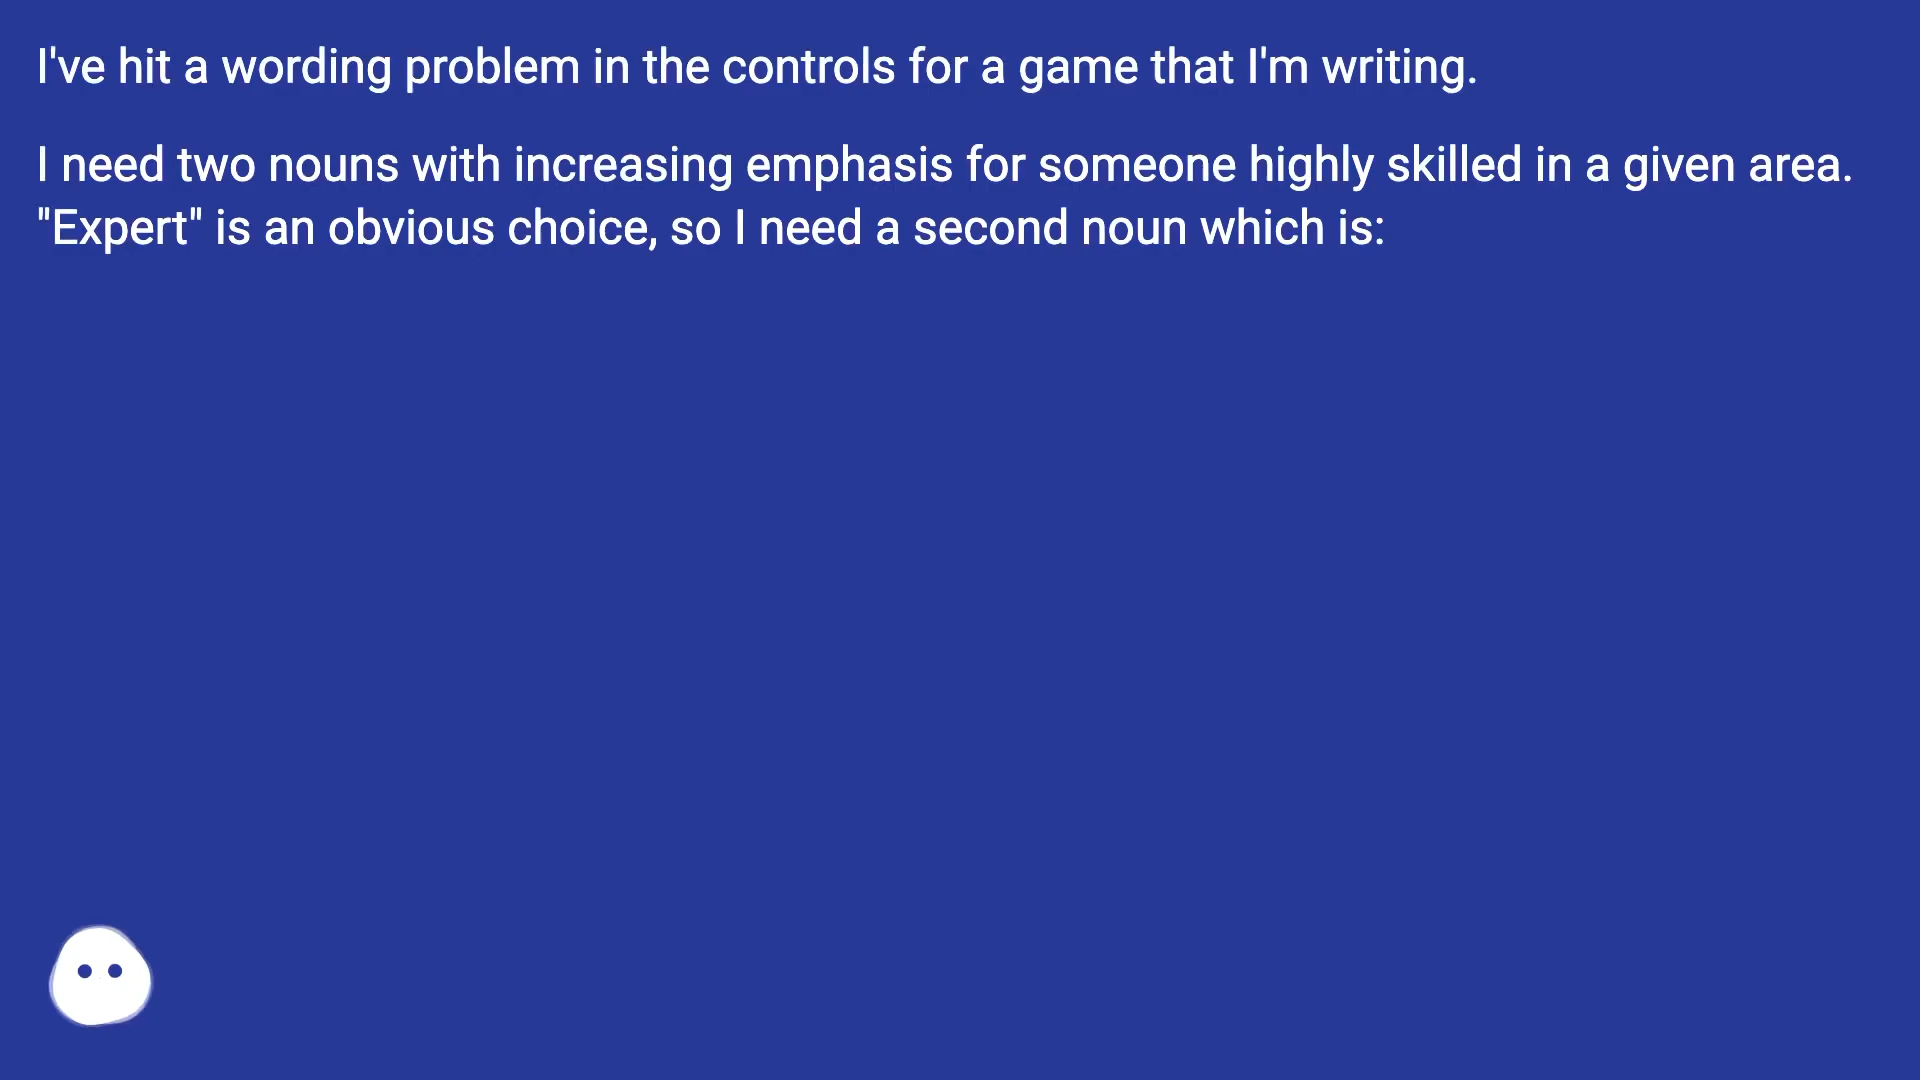 I've hit a wording problem in the controls for a game that I'm writing.
I need two nouns with increasing emphasis for someone highly skilled in a given area.
"Expert" is an obvious choice, so I need a second noun which is: